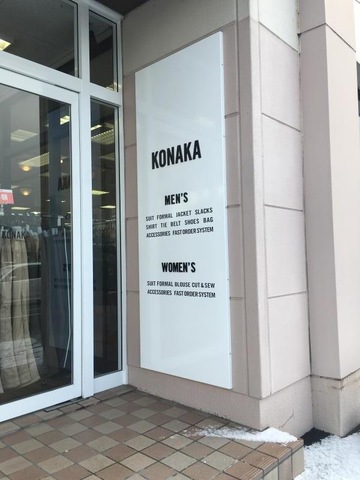 KONAKA
MEN'S
SUIT FORMAL JACKET SLACKS
SHIRT TIE BELT SHOES BAG
ACCESSORIES FAST ORDER SYSTEM
WOMEN'S
SUIT FORMAL BLOUSE CUT & SEW
ACCESSORIES FAST ORDER SYSTEM
KONAKA